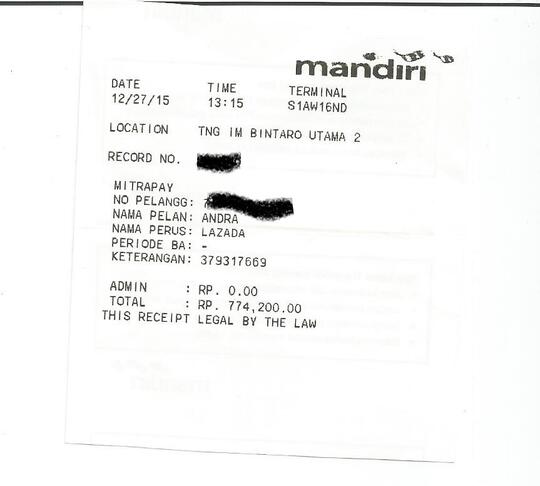 mandiri
DATE TIME TERMINAL
12/27/15 13:15 S1AW16ND
LOCATION TNG IM BINTARO UTAMA 2
RECORD NO.
MITRAPAY
NO PELANGG: 7
NAMA PELAN: ANDRA
NAMA PERUS: LAZADA
PERIODE BA: -
KETERANGAN: 379317669
ADMIN : RP. 0.00
TOTAL : RP. 774,200.00
THIS RECEIPT LEGAL BY THE LAW